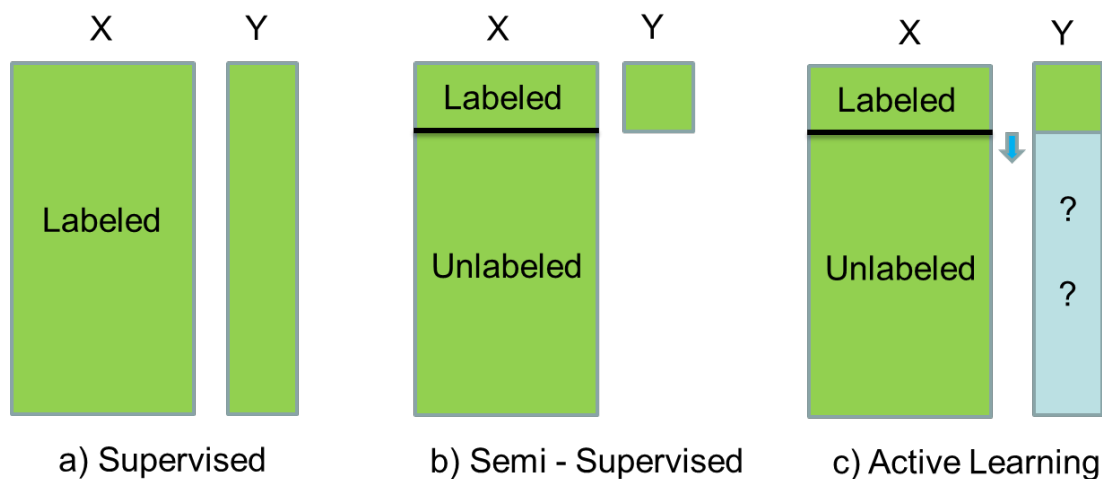 X Y
Labeled
a) Supervised
X Y
Labeled
Unlabeled
b) Semi - Supervised
X Y
Labeled
Unlabeled
?
?
c) Active Learning